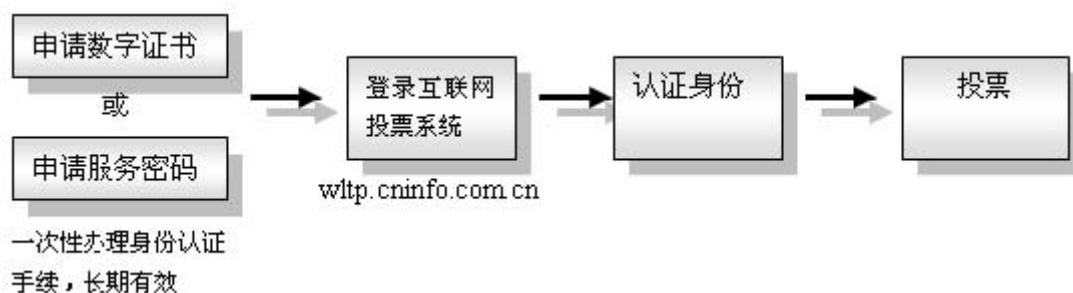 申请数字证书
或
申请服务密码
一次性办理身份认证
手续，长期有效
登录互联网
投票系统
wltp.cninfo.com.cn
认证身份
投票